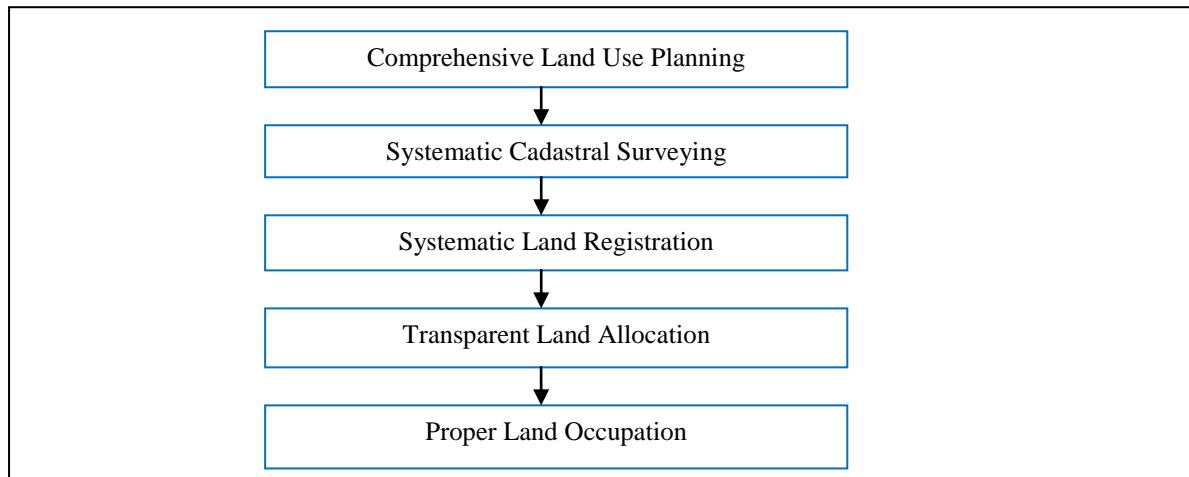 Comprehensive Land Use Planning
Systematic Cadastral Surveying
Systematic Land Registration
Transparent Land Allocation
Proper Land Occupation